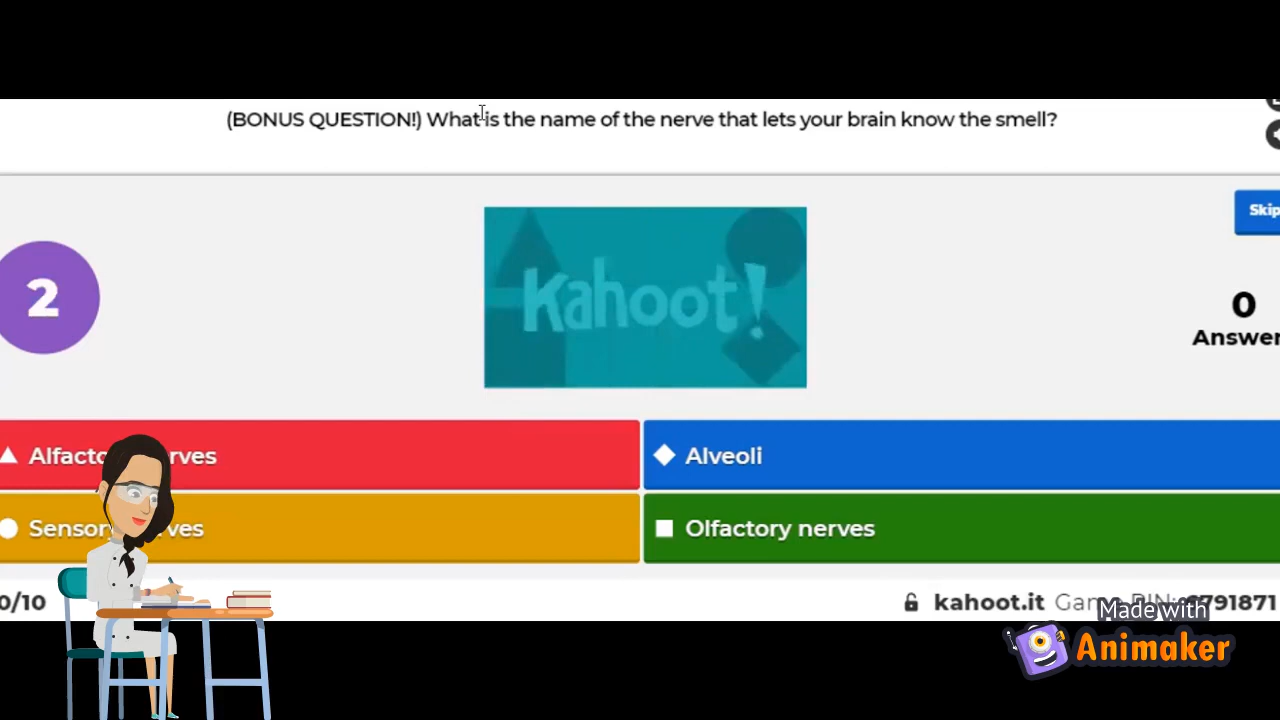 (BONUS QUESTION!) What is the name of the nerve that lets your brain know the smell?
Skip
2
Kahoot!
0
Answer
Alveoli
Olfactory nerves
0/10
kahoot.it
Made with
Animaker